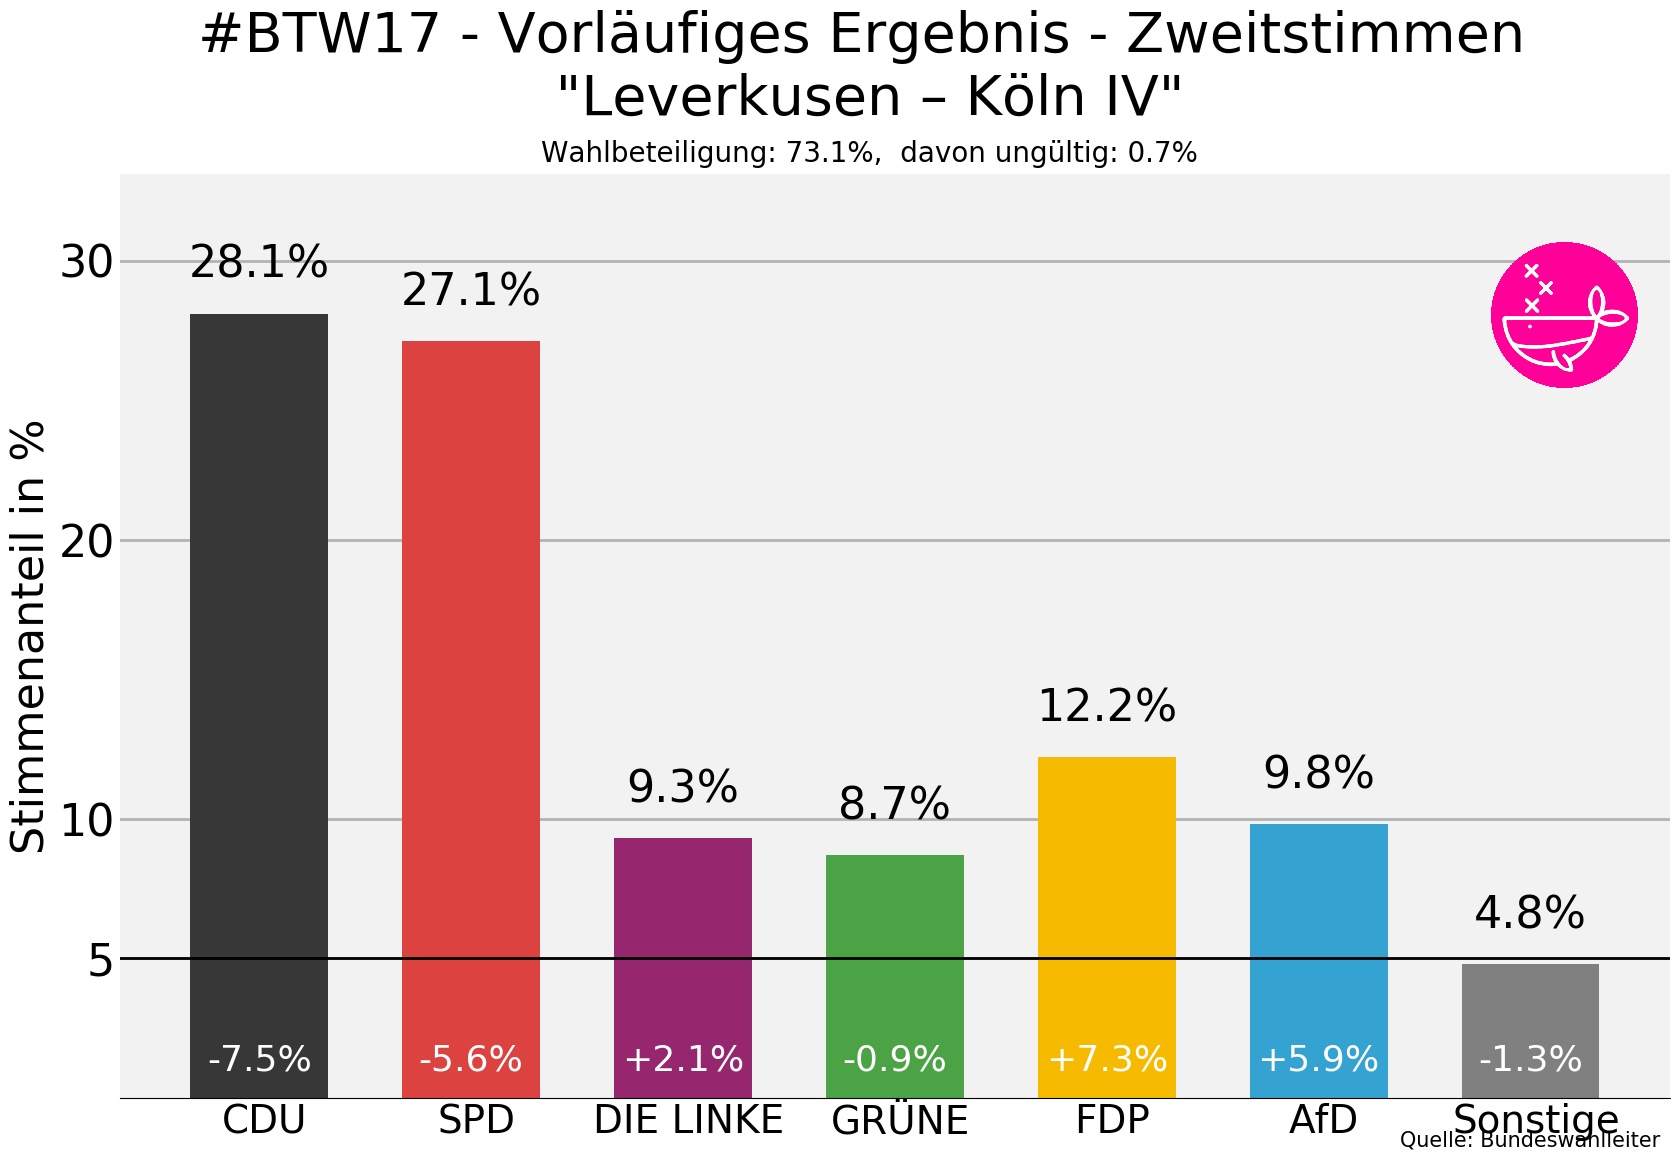 #BTW17 - Vorläufiges Ergebnis - Zweitstimmen
"Leverkusen – Köln IV"
Wahlbeteiligung: 73.1%,  davon ungültig: 0.7%
Stimmenanteil in %
30
20
10
5
28.1%
27.1%
9.3%
8.7%
12.2%
9.8%
4.8%
-7.5%
-5.6%
+2.1%
-0.9%
+7.3%
+5.9%
-1.3%
CDU
SPD
DIE LINKE
GRÜNE
FDP
AfD
Sonstige
Quelle: Bundeswahlleiter